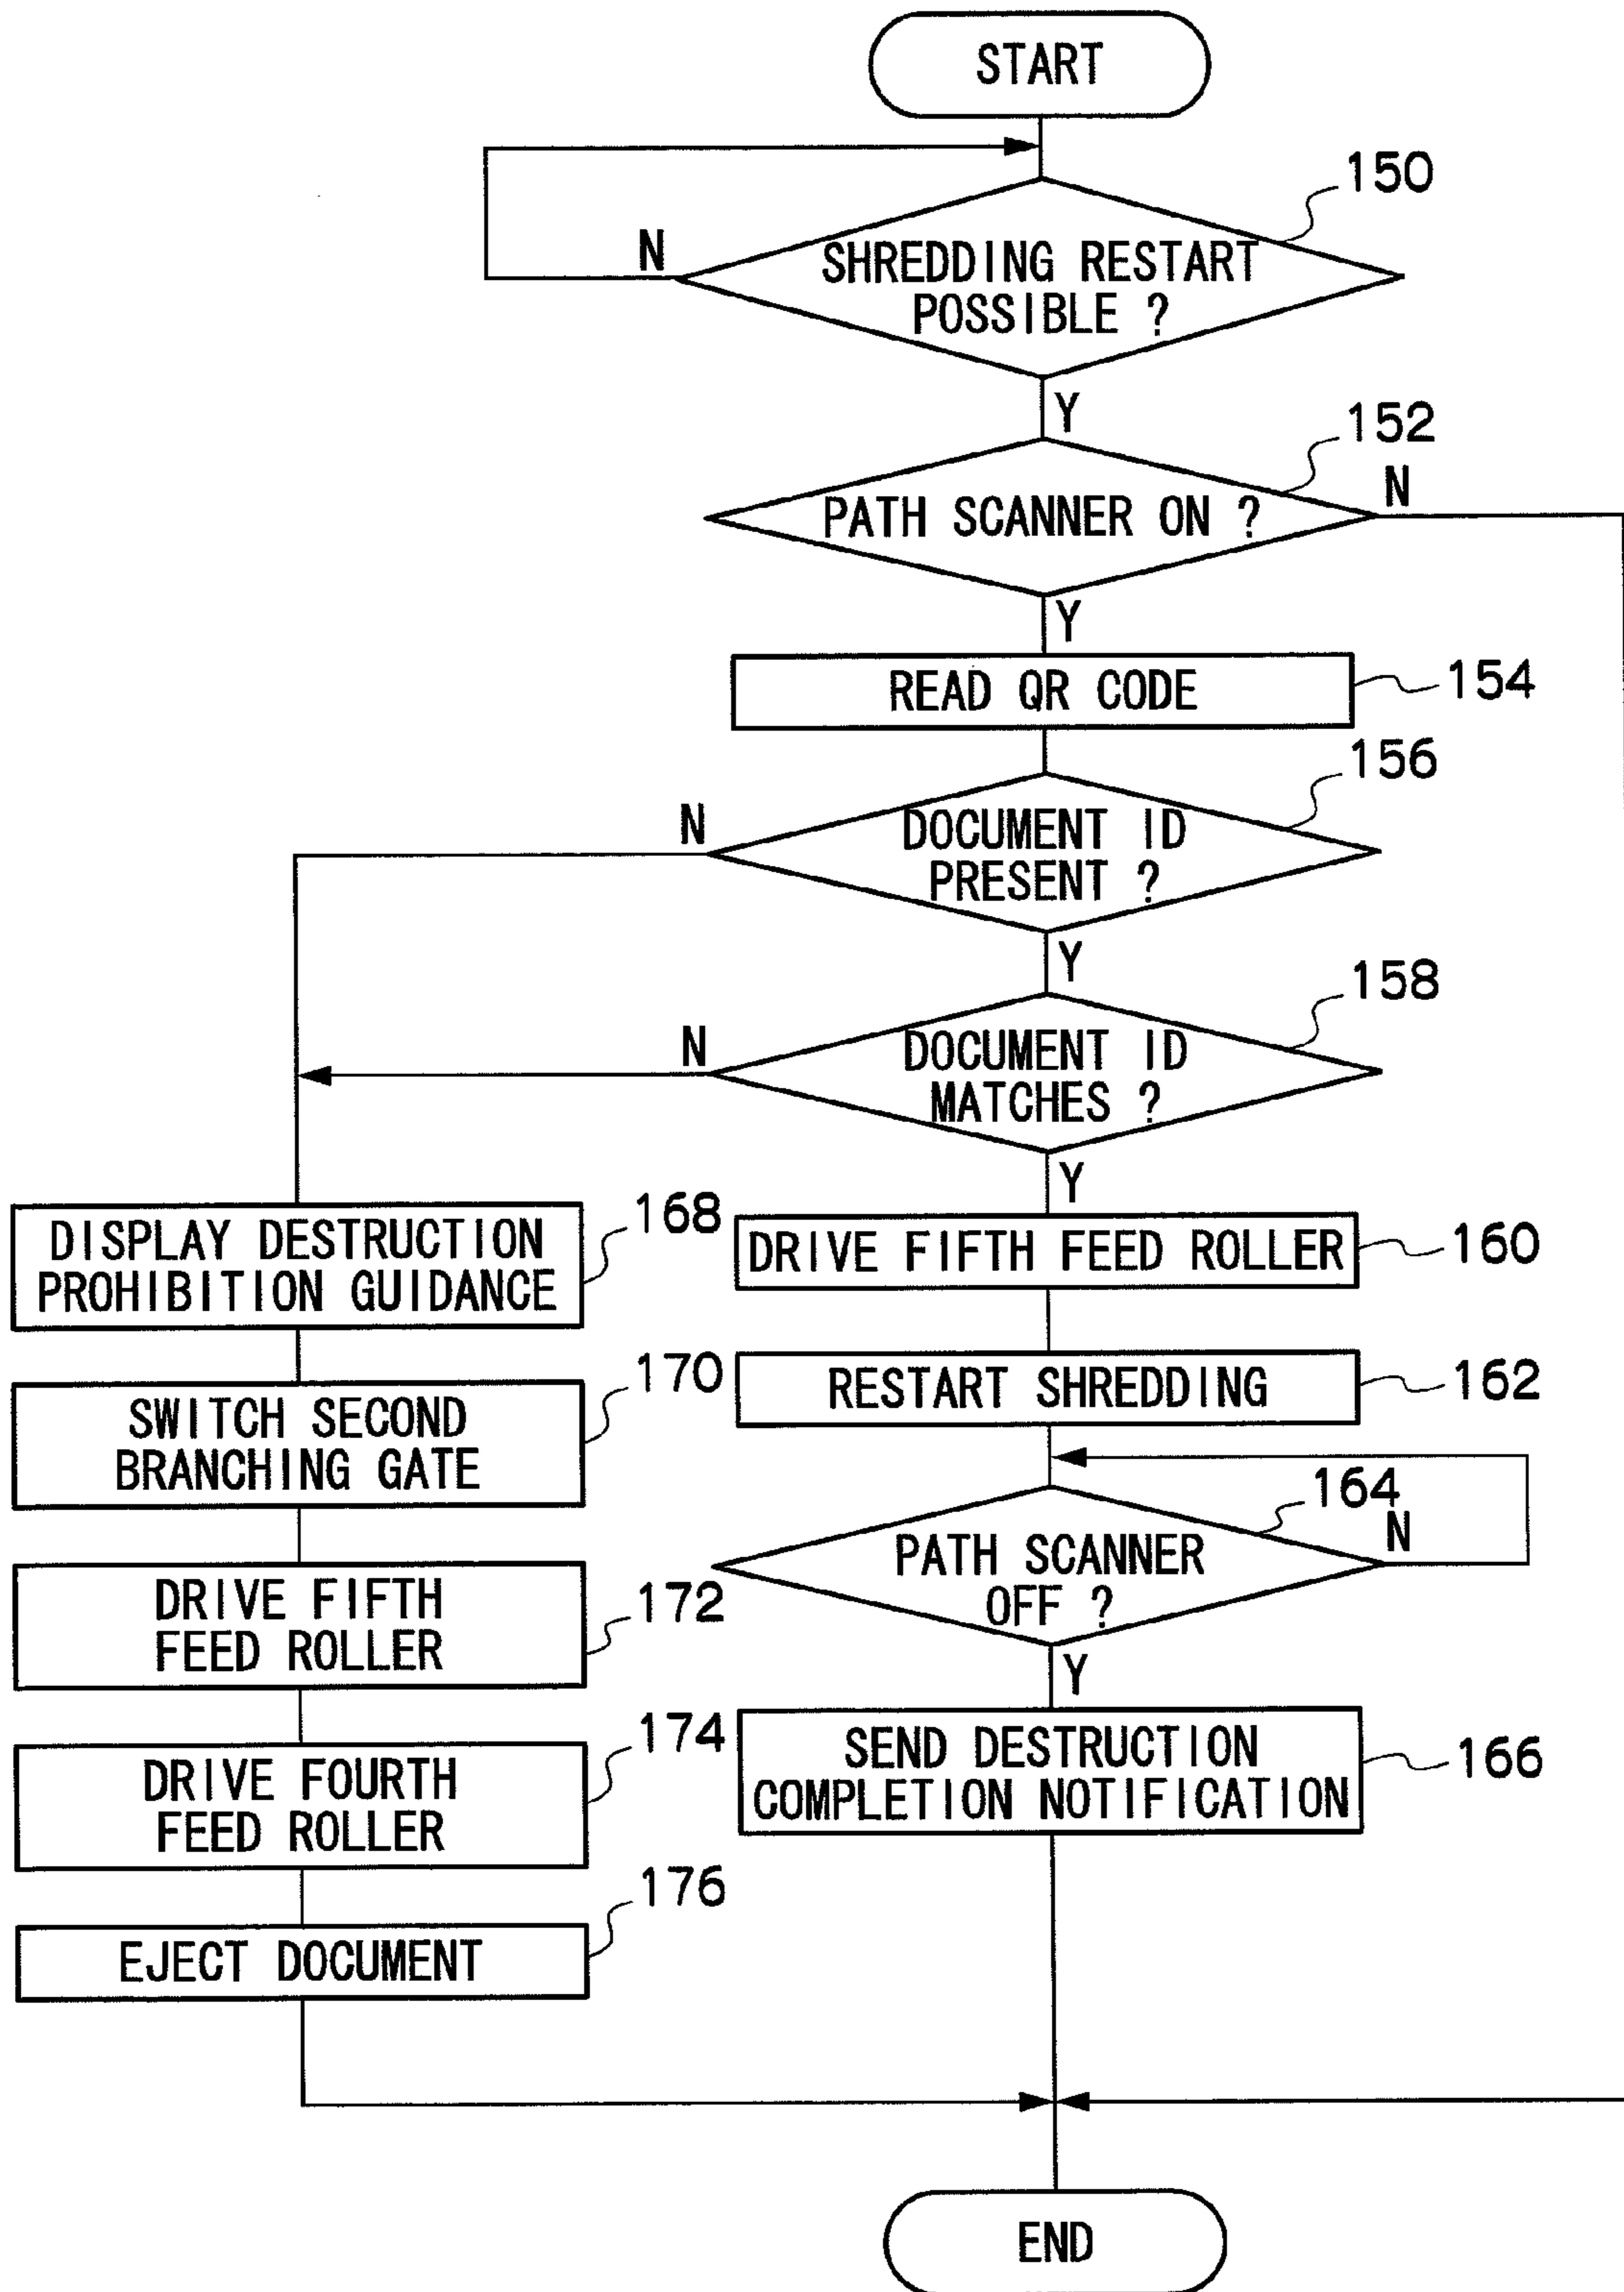 START
150
N
SHREDDING RESTART
POSSIBLE ?
Y
152
N
PATH SCANNER ON ?
Y
READ QR CODE
154
156
N
DOCUMENT ID
PRESENT ?
Y
158
N
DOCUMENT ID
MATCHES ?
Y
DISPLAY DESTRUCTION
PROHIBITION GUIDANCE
168
DRIVE FIFTH FEED ROLLER
160
SWITCH SECOND
BRANCHING GATE
170
RESTART SHREDDING
162
164
N
PATH SCANNER
OFF ?
Y
DRIVE FIFTH
FEED ROLLER
172
DRIVE FOURTH
FEED ROLLER
174
SEND DESTRUCTION
COMPLETION NOTIFICATION
166
EJECT DOCUMENT
176
END